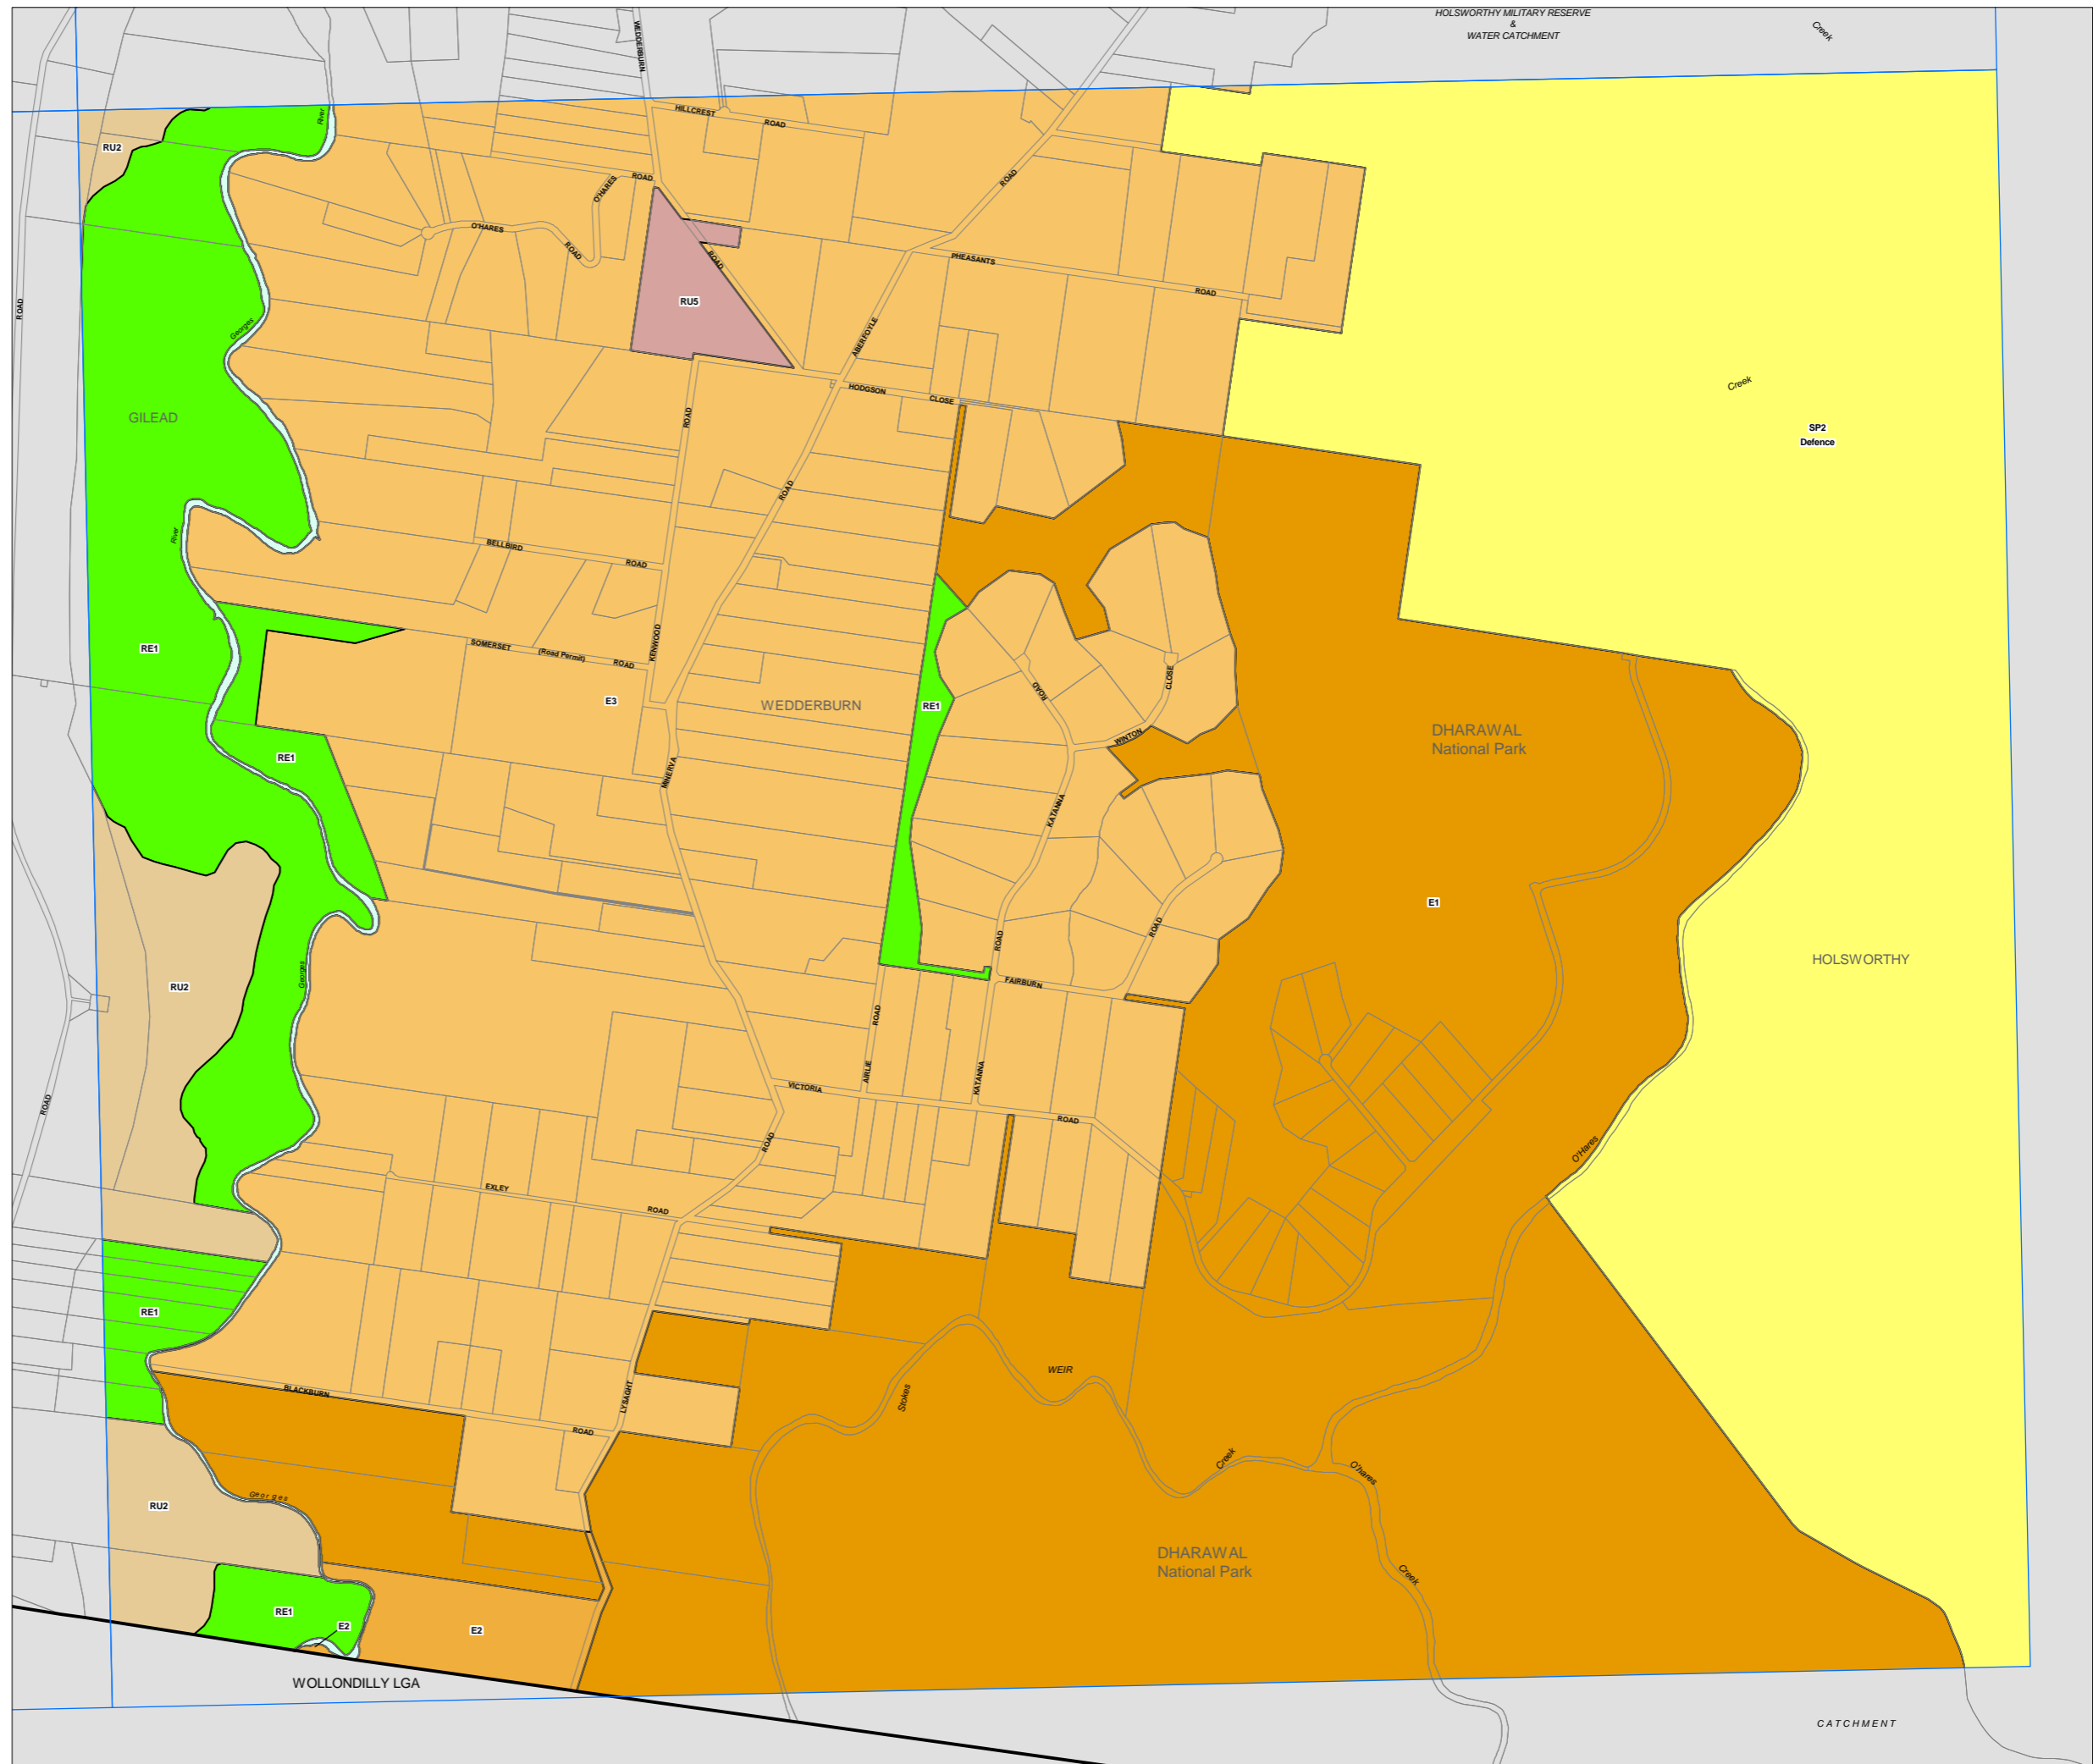 HOLSWORTHY MILITARY RESERVE
&
WATER CATCHMENT
Creek
WEDDERBURN
River
HILLCREST
ROAD
RU2
ROAD
O'HARES
ROAD
O'HARES
ROAD
ROAD
PHEASANTS
ROAD
RU5
ROAD
Georges
ABERFOYLE
Creek
HODGSON
CLOSE
GILEAD
ROAD
SP2
Defence
ROAD
River
BELLBIRD
ROAD
RE1
SOMERSET
(Road Permit)
ROAD
KENWOOD
E3
WEDDERBURN
RE1
ROAD
CLOSE
WINTON
DHARAWAL
National Park
RE1
MINERVA
KATANNA
E1
ROAD
ROAD
HOLSWORTHY
Georges
RU2
FAIRBURN
ROAD
AIRLIE
KATANNA
VICTORIA
ROAD
ROAD
ROAD
O'Hares
EXLEY
ROAD
RE1
WEIR
BLACKBURN
LYSAGHT
Stokes
ROAD
Creek
O'hares
Georges
RU2
DHARAWAL
National Park
Creek
RE1
E2
E2
WOLLONDILLY LGA
CATCHMENT